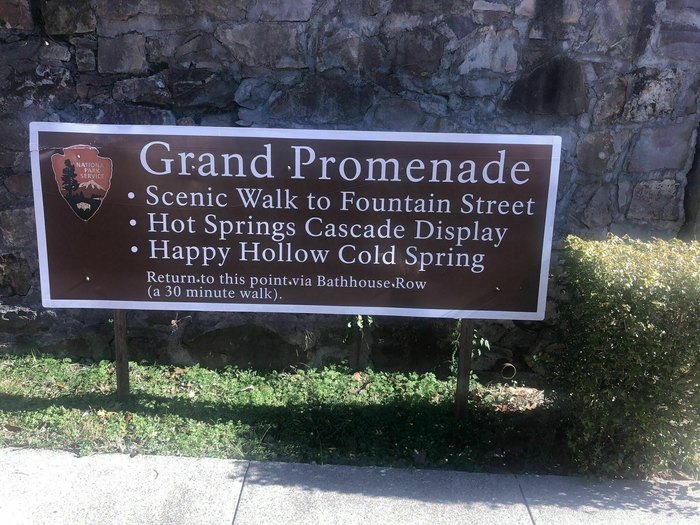 NATIONAL
PARK
SERVICE
Grand Promenade
• Scenic Walk to Fountain Street
• Hot Springs Cascade Display
• Happy Hollow Cold Spring
Return to this point via Bathhouse Row
(a 30 minute walk).